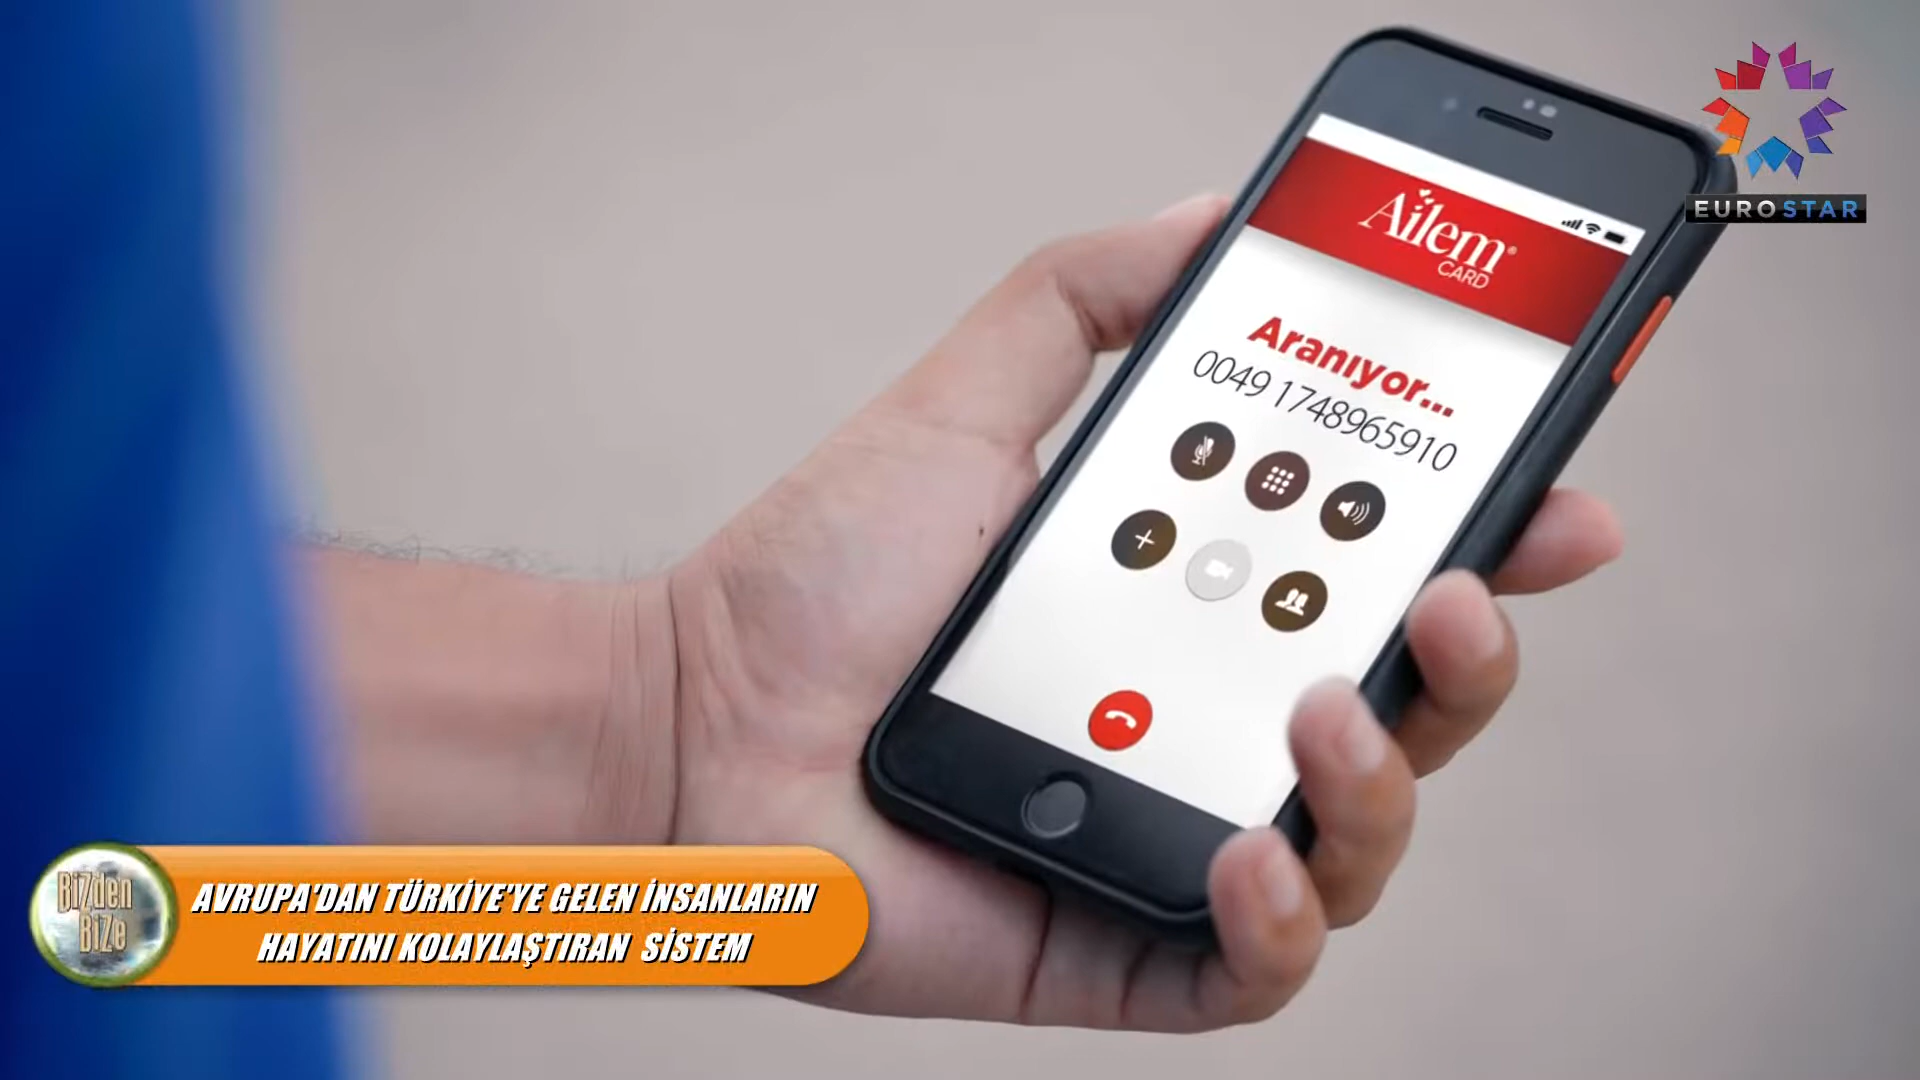 EUROSTAR
Ailem®
CARD
Aranıyor...
0049 1748965910
BiZden
BiZe
AVRUPA'DAN TÜRKİYE'YE GELEN İNSANLARIN
HAYATINI KOLAYLAŞTIRAN SİSTEM